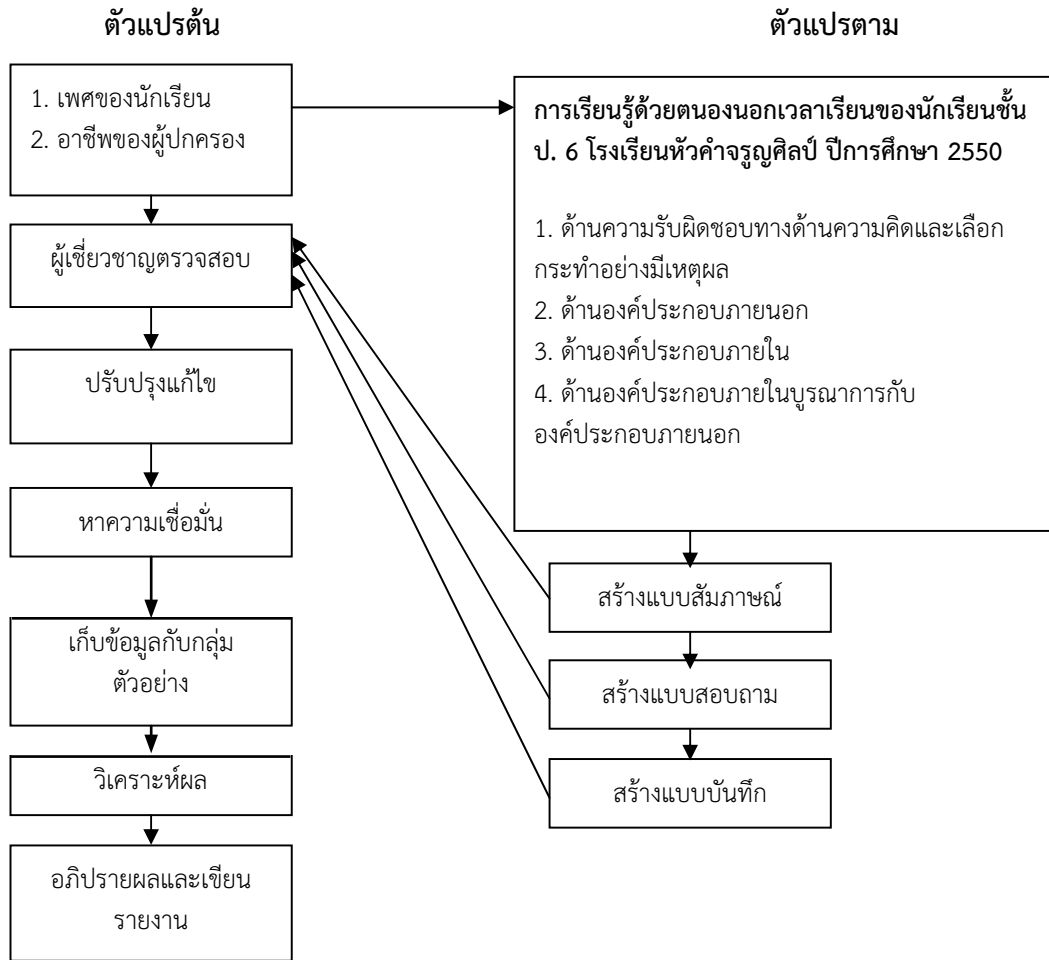 ตัวแปรต้น
ตัวแปรตาม
1. เพศของนักเรียน
2. อาชีพของผู้ปกครอง
ผู้เชี่ยวชาญตรวจสอบ
ปรับปรุงแก้ไข
หาความเชื่อมั่น
เก็บข้อมูลกับกลุ่ม
ตัวอย่าง
วิเคราะห์ผล
อภิปรายผลและเขียน
รายงาน
การเรียนรู้ด้วยตนองนอกเวลาเรียนของนักเรียนชั้น
ป. 6 โรงเรียนหัวคำจรูญศิลป์ ปีการศึกษา 2550
1. ด้านความรับผิดชอบทางด้านความคิดและเลือก
กระทำอย่างมีเหตุผล
2. ด้านองค์ประกอบภายนอก
3. ด้านองค์ประกอบภายใน
4. ด้านองค์ประกอบภายในบูรณาการกับ
องค์ประกอบภายนอก
สร้างแบบสัมภาษณ์
สร้างแบบสอบถาม
สร้างแบบบันทึก